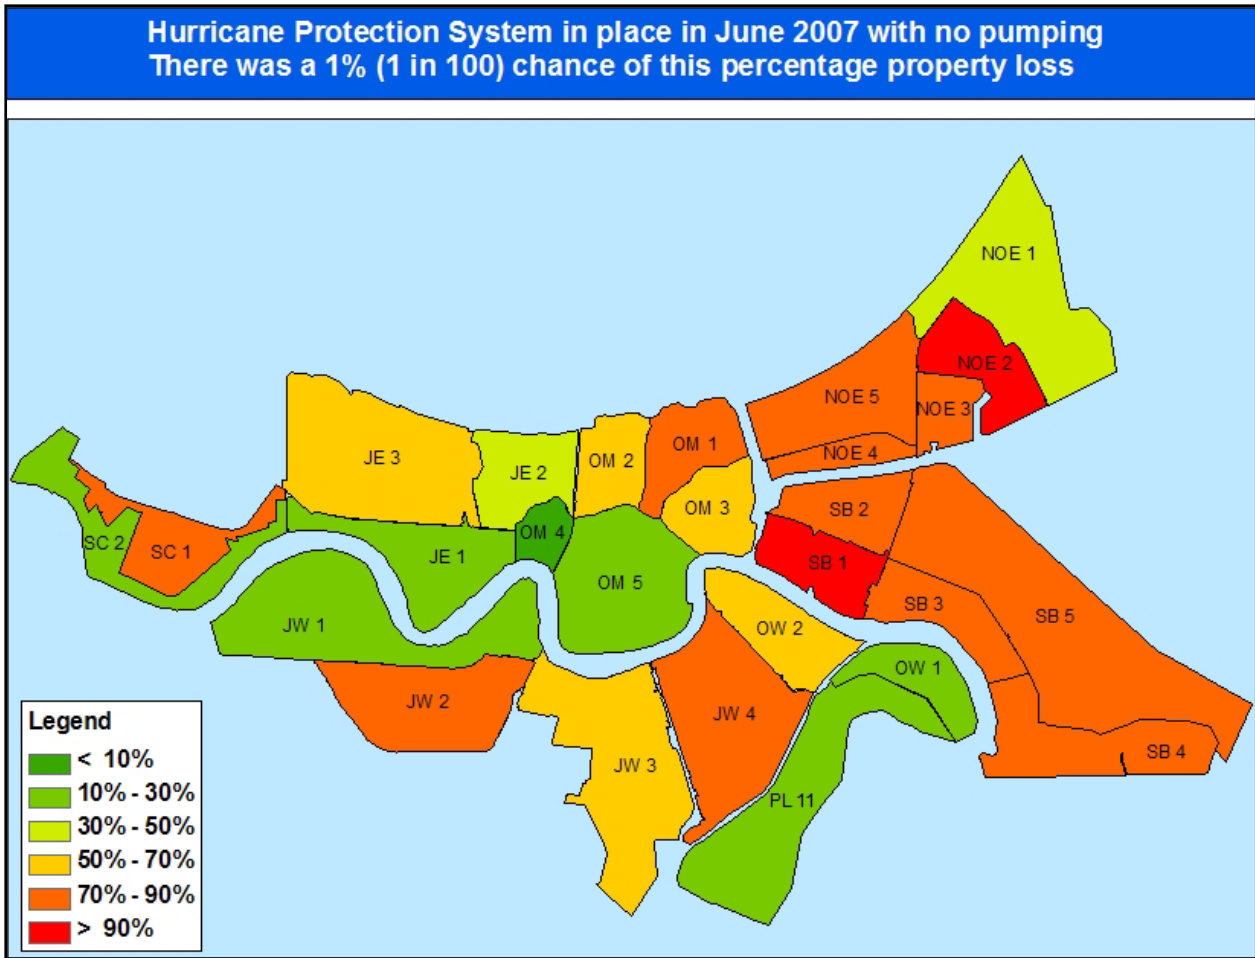 Hurricane Protection System in place in June 2007 with no pumping
There was a 1% (1 in 100) chance of this percentage property loss
NOE 1
NOE 2
NOE 5
NOE 3
NOE 4
OM 1
OM 2
JE 3
JE 2
OM 3
OM 4
SB 2
SC 2
SC 1
JE 1
OM 5
SB 1
SB 3
SB 5
JW 1
OW 2
OW 1
JW 2
JW 4
SB 4
JW 3
PL 11
Legend
< 10%
10% - 30%
30% - 50%
50% - 70%
70% - 90%
> 90%